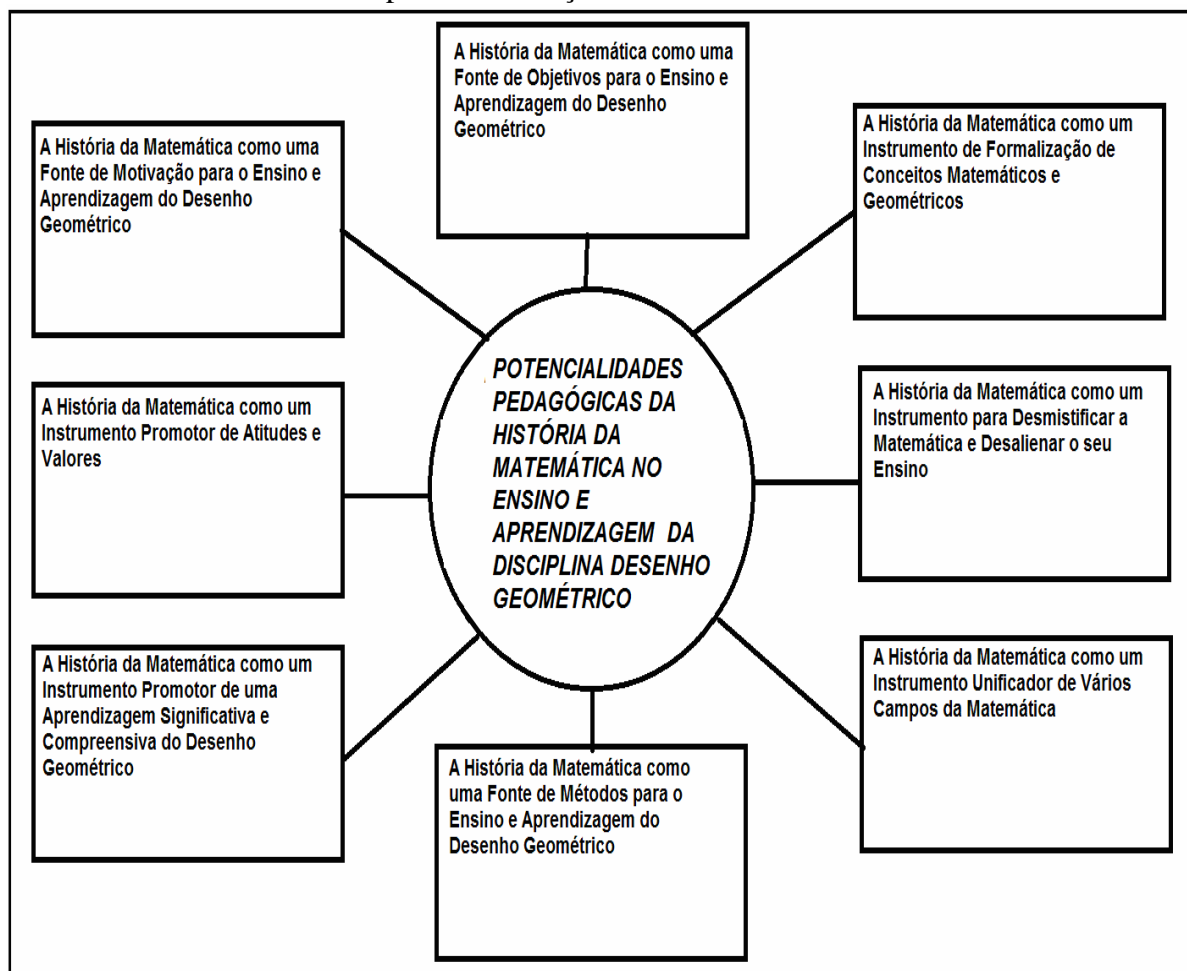 A História da Matemática como uma
Fonte de Objetivos para o Ensino e
Aprendizagem do Desenho
Geométrico
A História da Matemática como uma
Fonte de Motivação para o Ensino e
Aprendizagem do Desenho
Geométrico
A História da Matemática como um
Instrumento de Formalização de
Conceitos Matemáticos e
Geométricos
POTENCIALIDADES
PEDAGÓGICAS DA
HISTÓRIA DA
MATEMÁTICA NO
ENSINO E
APRENDIZAGEM DA
DISCIPLINA DESENHO
GEOMÉTRICO
A História da Matemática como um
Instrumento Promotor de Atitudes e
Valores
A História da Matemática como um
Instrumento para Desmistificar a
Matemática e Desalienar o seu
Ensino
A História da Matemática como um
Instrumento Promotor de uma
Aprendizagem Significativa e
Compreensiva do Desenho
Geométrico
A História da Matemática como um
Instrumento Unificador de Vários
Campos da Matemática
A História da Matemática como
uma Fonte de Métodos para o
Ensino e Aprendizagem do
Desenho Geométrico